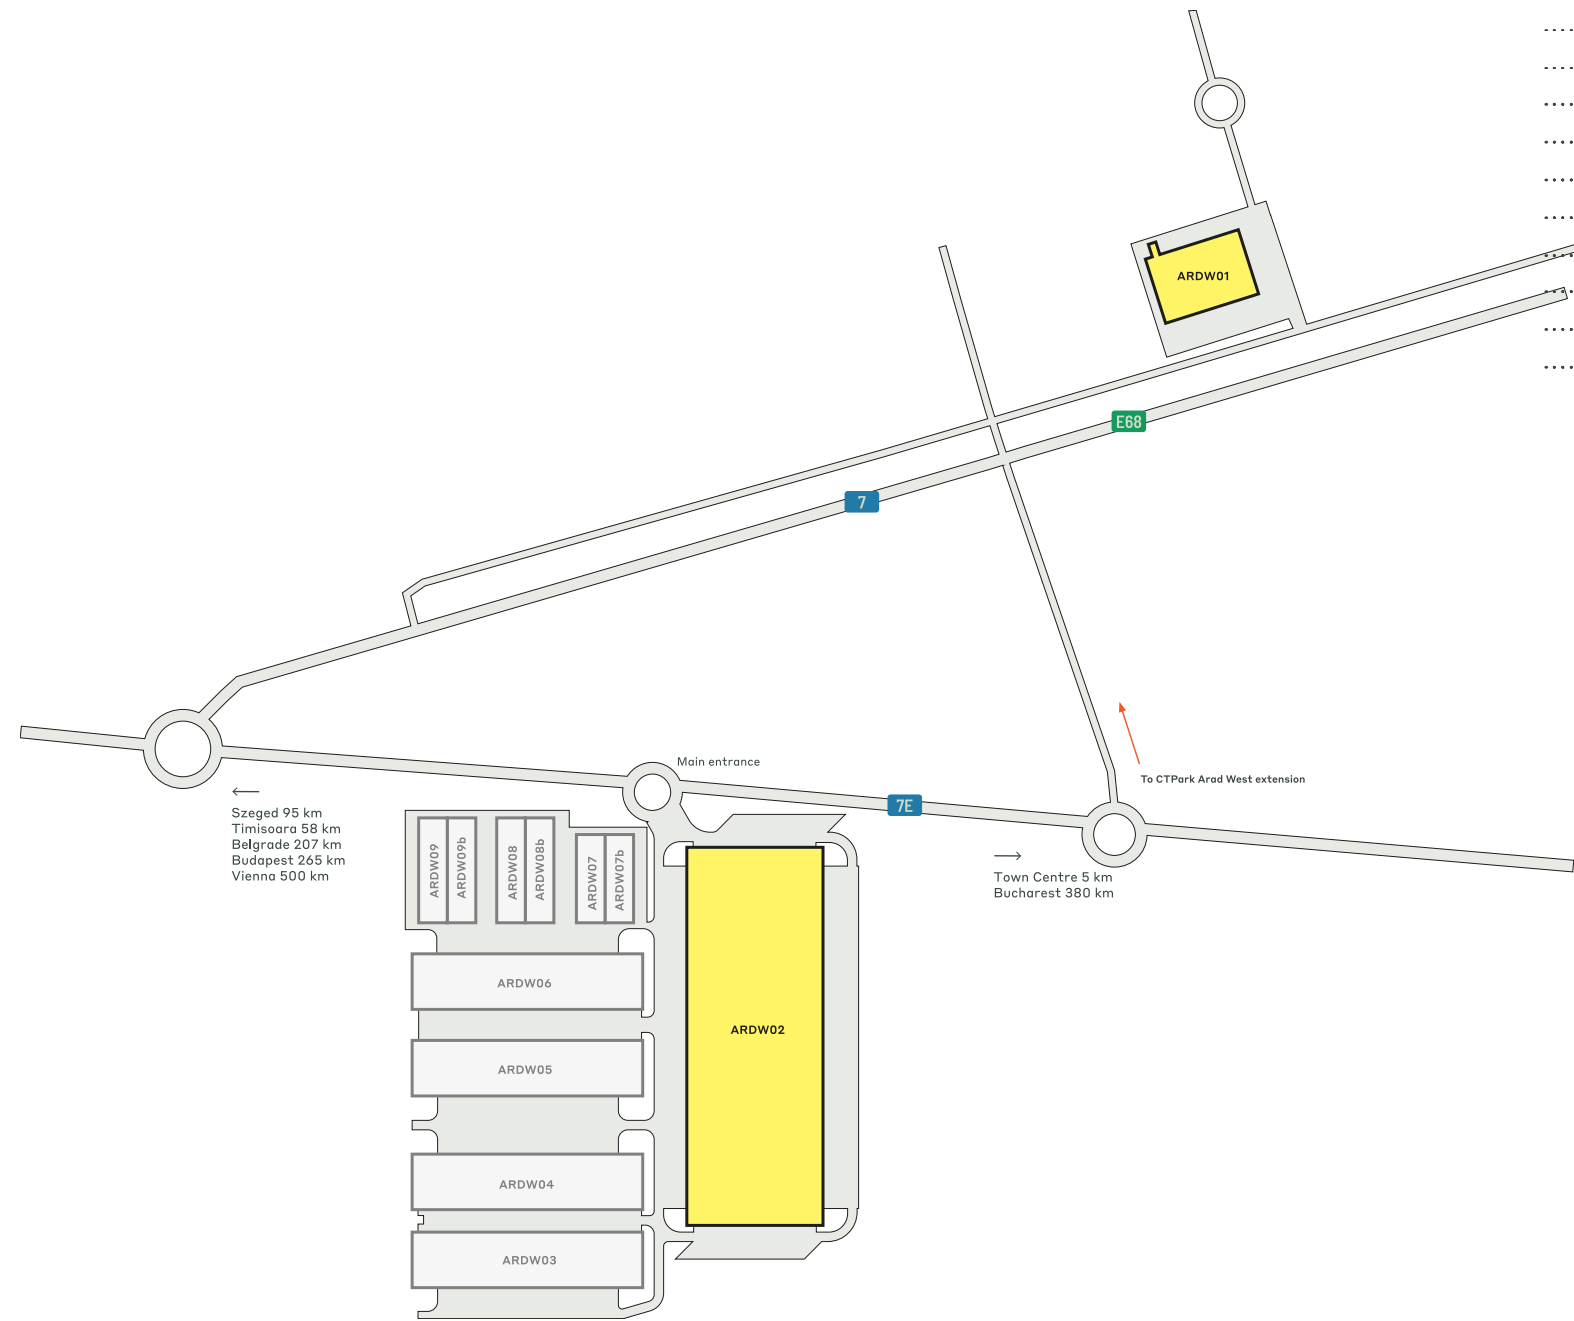 ARDW01
E68
7
Main entrance
To CTPark Arad West extension
7E
Szeged 95 km
Timisoara 58 km
Belgrade 207 km
Budapest 265 km
Vienna 500 km
Town Centre 5 km
Bucharest 380 km
ARDW09
ARDW09b
ARDW08
ARDW08b
ARDW07
ARDW07b
ARDW06
ARDW02
ARDW05
ARDW04
ARDW03